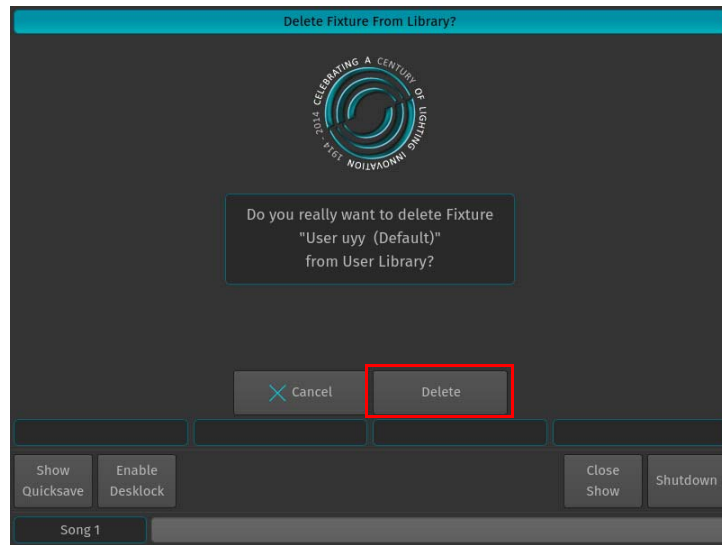 Delete Fixture From Library?
CELEBRATING A CENTURY OF LIGHTING INNOVATION 1914 - 2014
Do you really want to delete Fixture
"User uyy (Default)"
from User Library?
Cancel
Delete
Show
Quicksave
Enable
Desklock
Close
Show
Shutdown
Song 1